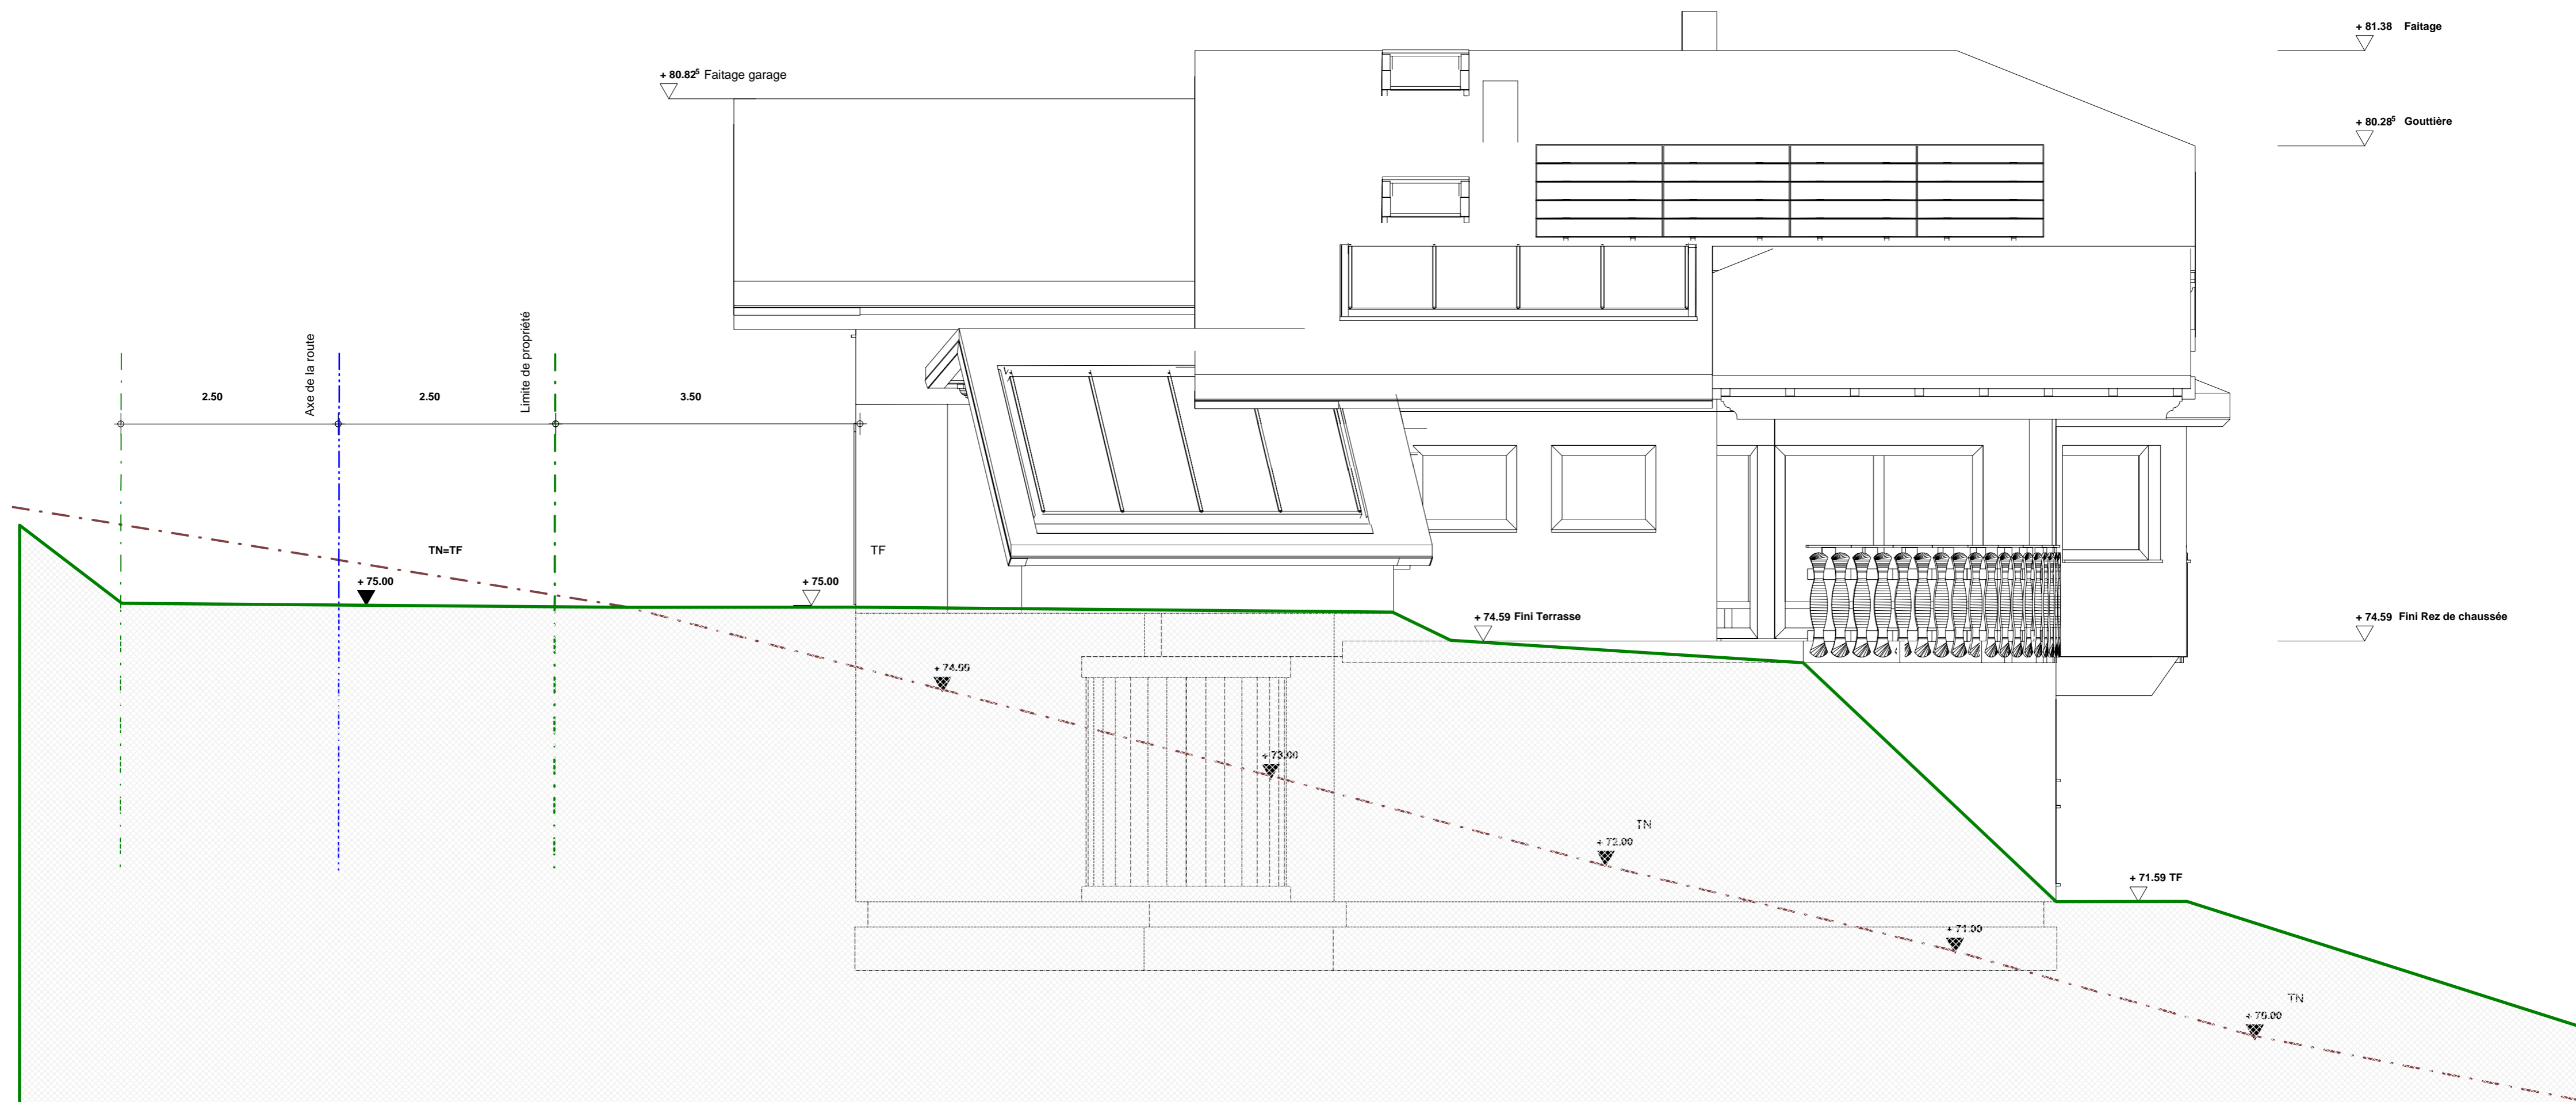 + 81.38 Faitage
+ 80.82⁵ Faitage garage
+ 80.28⁵ Gouttière
Axe de la route
Limite de propriété
2.50
2.50
3.50
TN=TF
TF
+ 75.00
+ 75.00
+ 74.59 Fini Terrasse
+ 74.59 Fini Rez de chaussée
+ 74.00
+ 73.00
TN
+ 72.00
+ 71.59 TF
+ 71.00
TN
+ 70.00